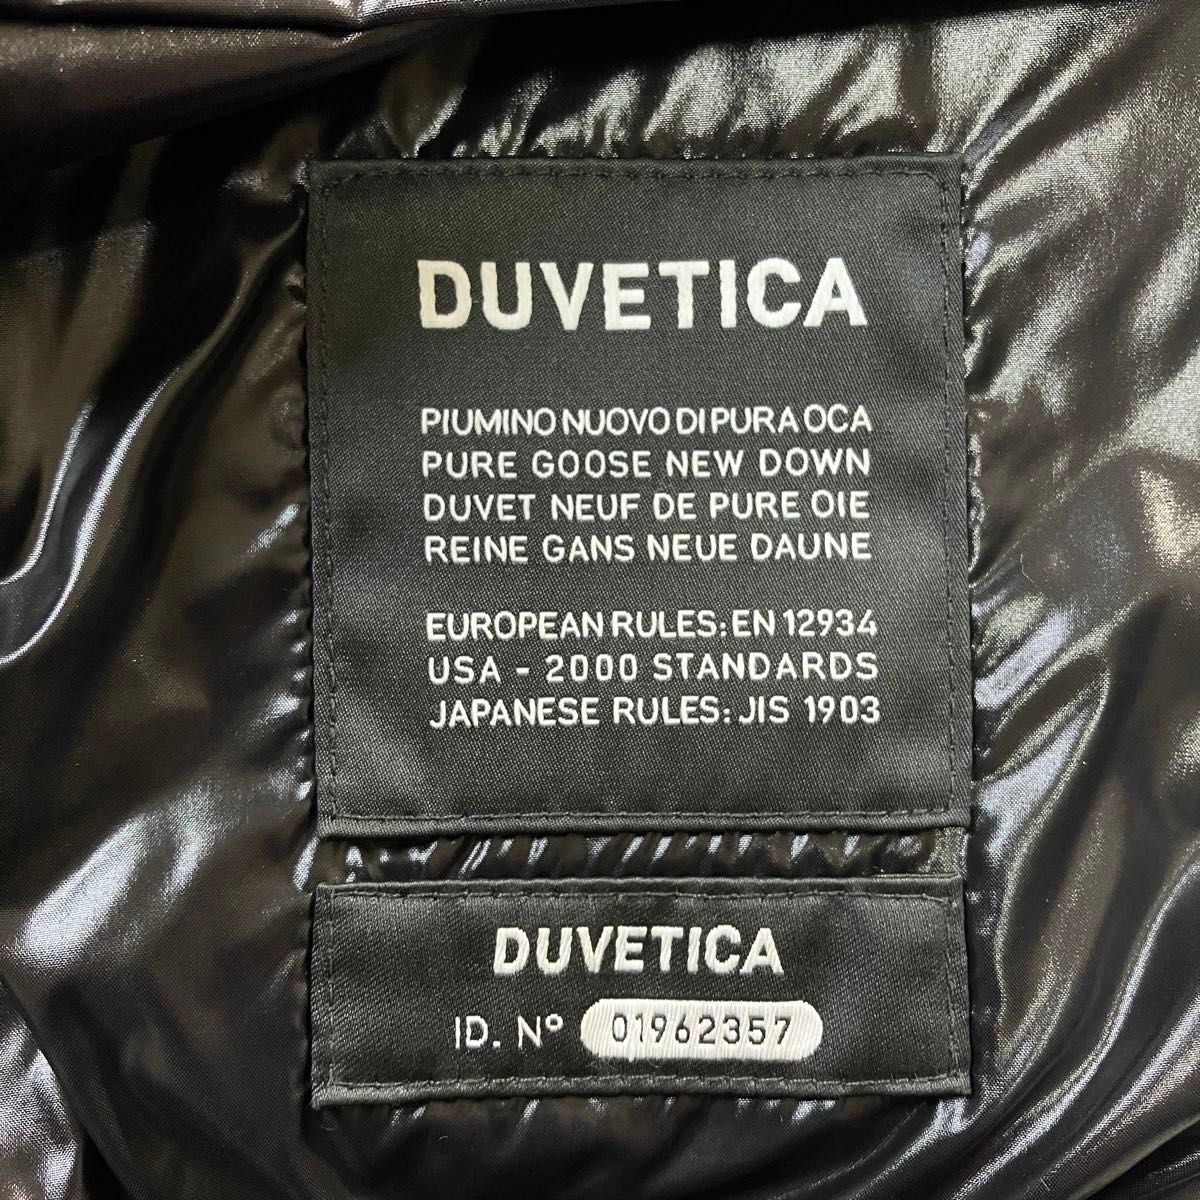 DUVETICA
PIUMINO NUOVO DI PURA OCA
PURE GOOSE NEW DOWN
DUVET NEUF DE PURE OIE
REINE GANS NEUE DAUNE
EUROPEAN RULES: EN 12934
USA - 2000 STANDARDS
JAPANESE RULES: JIS 1903
DUVETICA
ID. Nº 01962357